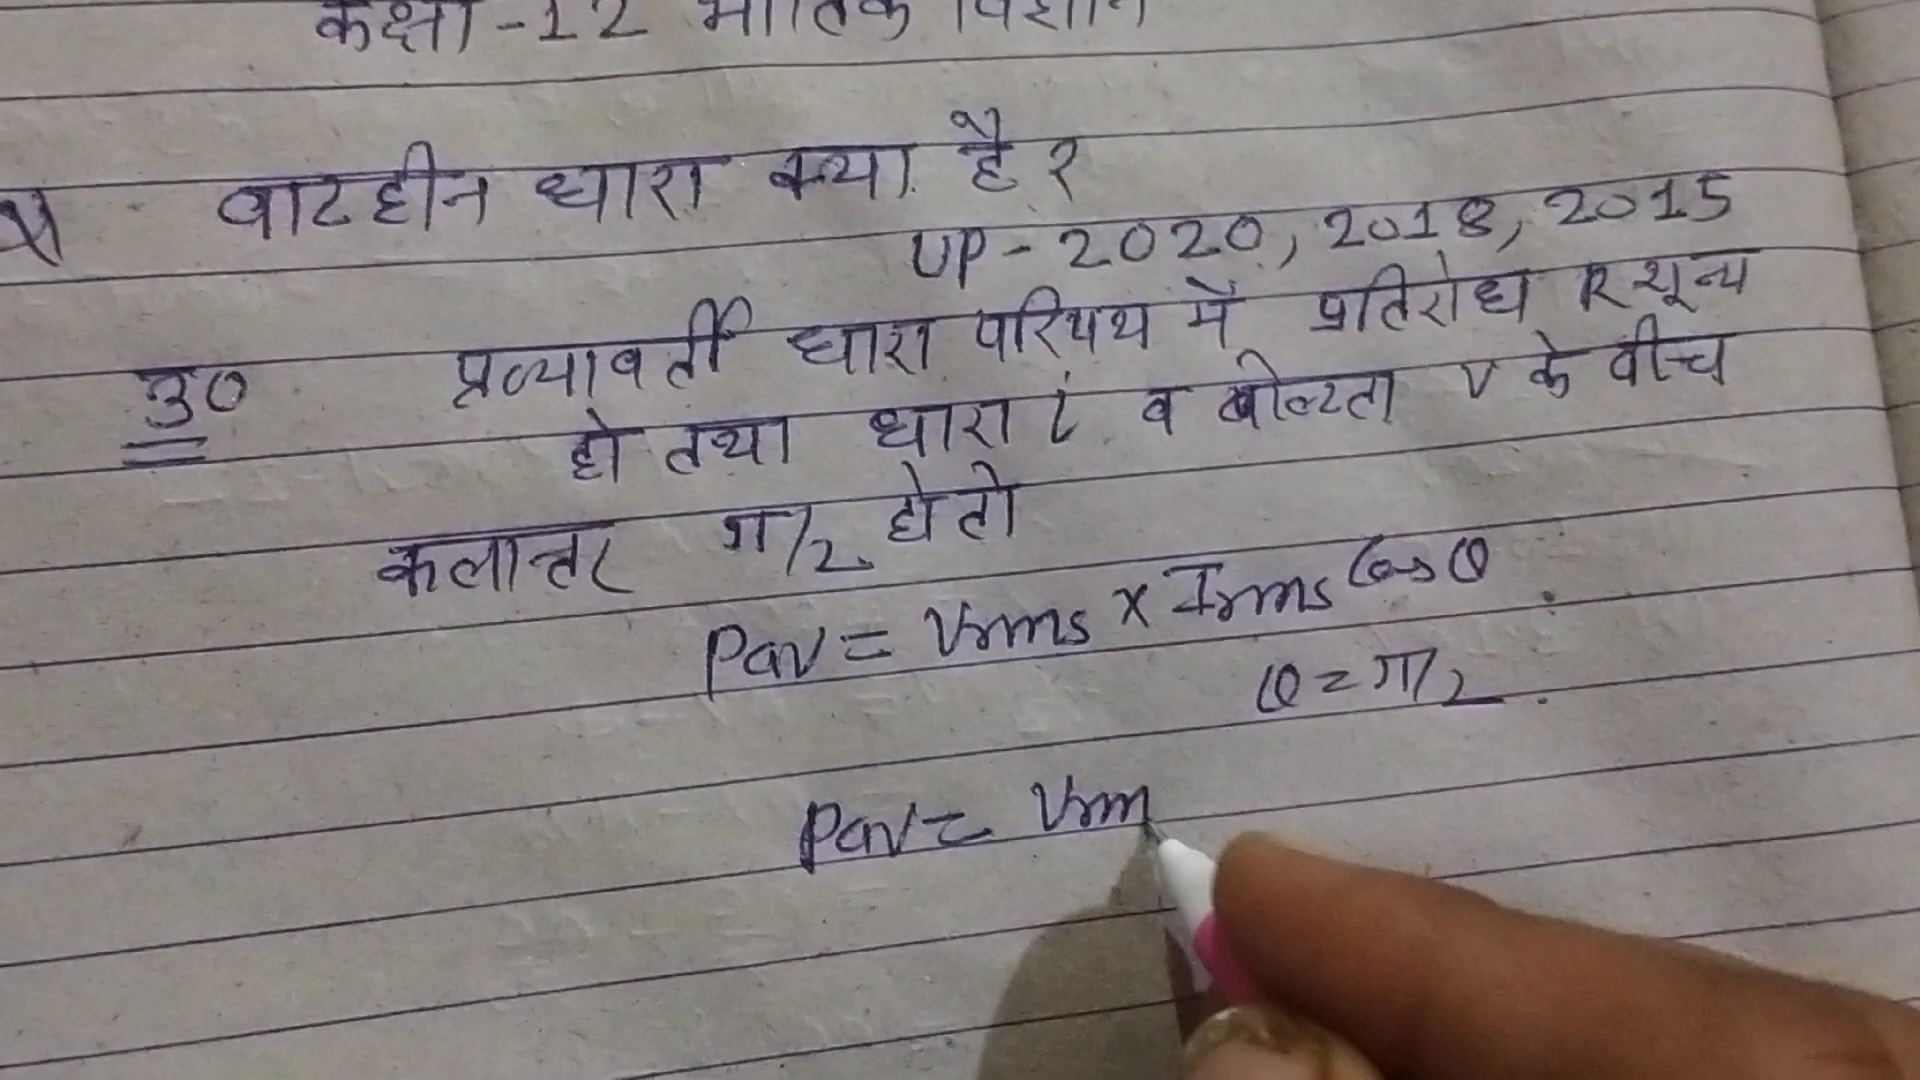 कक्षा -12 भौतिक विज्ञान
प्र वाटहीन धारा क्या है ?
UP - 2020, 2018, 2015
उ० प्रत्यावर्ती धारा परिपथ में प्रतिरोध R शून्य
हो तथा धारा i व वोल्टता V के वीच
कलान्तर π/2 हो तो
Pav = Vrms x Irms Cos Φ
Φ = π/2
Pav = Vrm